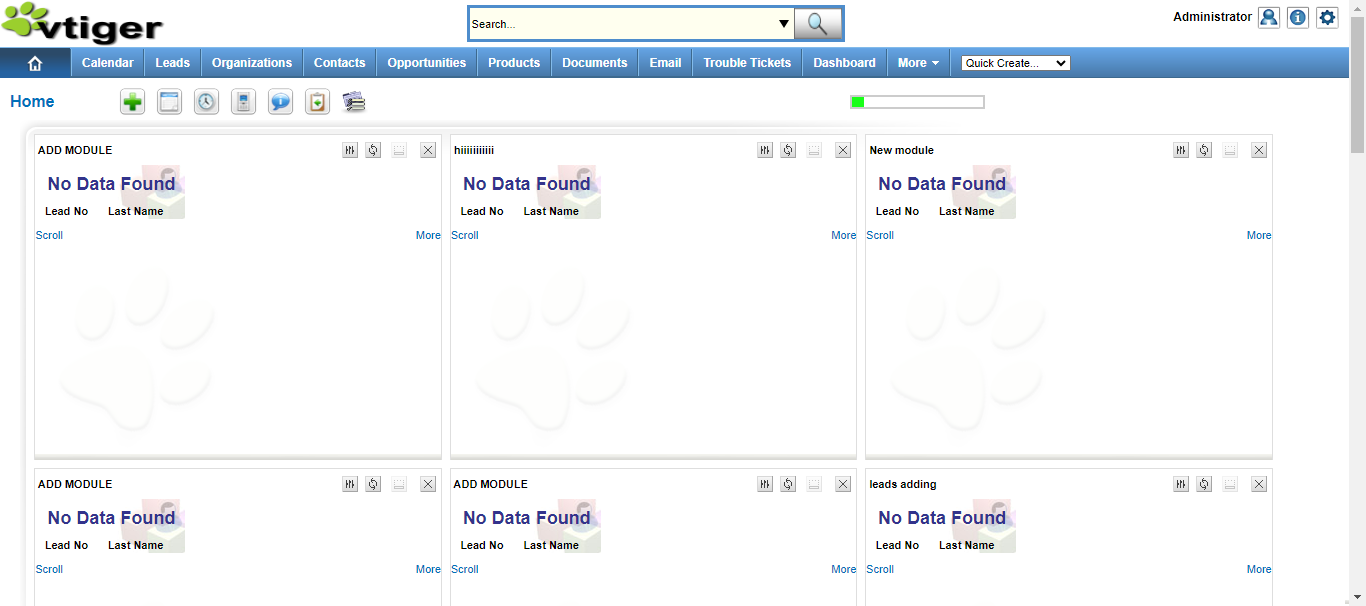 vtiger
Search...
Administrator
Calendar Leads Organizations Contacts Opportunities Products Documents Email Trouble Tickets Dashboard More Quick Create...
Home
ADD MODULE
No Data Found
Lead No Last Name
Scroll More
hiiiiiiiiiii
No Data Found
Lead No Last Name
Scroll More
New module
No Data Found
Lead No Last Name
Scroll More
ADD MODULE
No Data Found
Lead No Last Name
Scroll More
ADD MODULE
No Data Found
Lead No Last Name
Scroll More
leads adding
No Data Found
Lead No Last Name
Scroll More